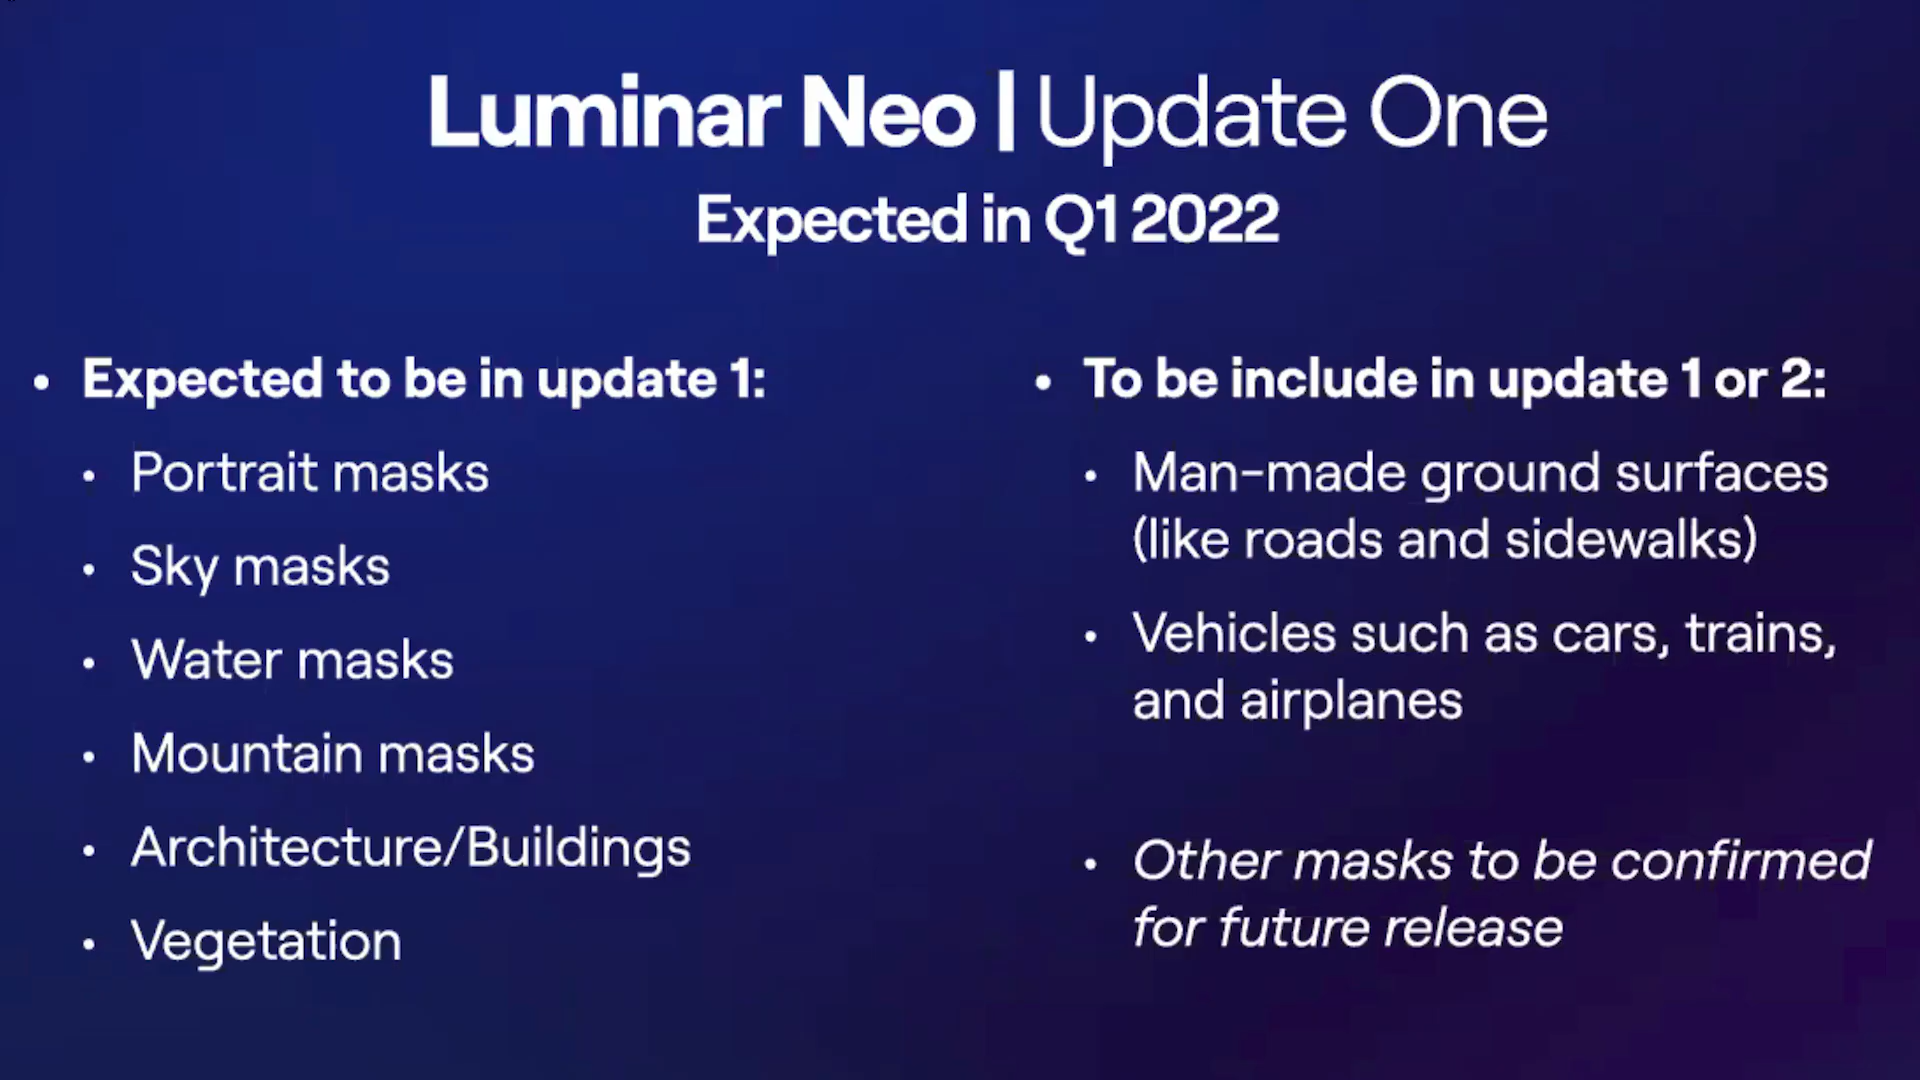 Luminar Neo | Update One
Expected in Q1 2022
• Expected to be in update 1:
• Portrait masks
• Sky masks
• Water masks
• Mountain masks
• Architecture/Buildings
• Vegetation
• To be include in update 1 or 2:
• Man-made ground surfaces
(like roads and sidewalks)
• Vehicles such as cars, trains,
and airplanes
• Other masks to be confirmed
for future release